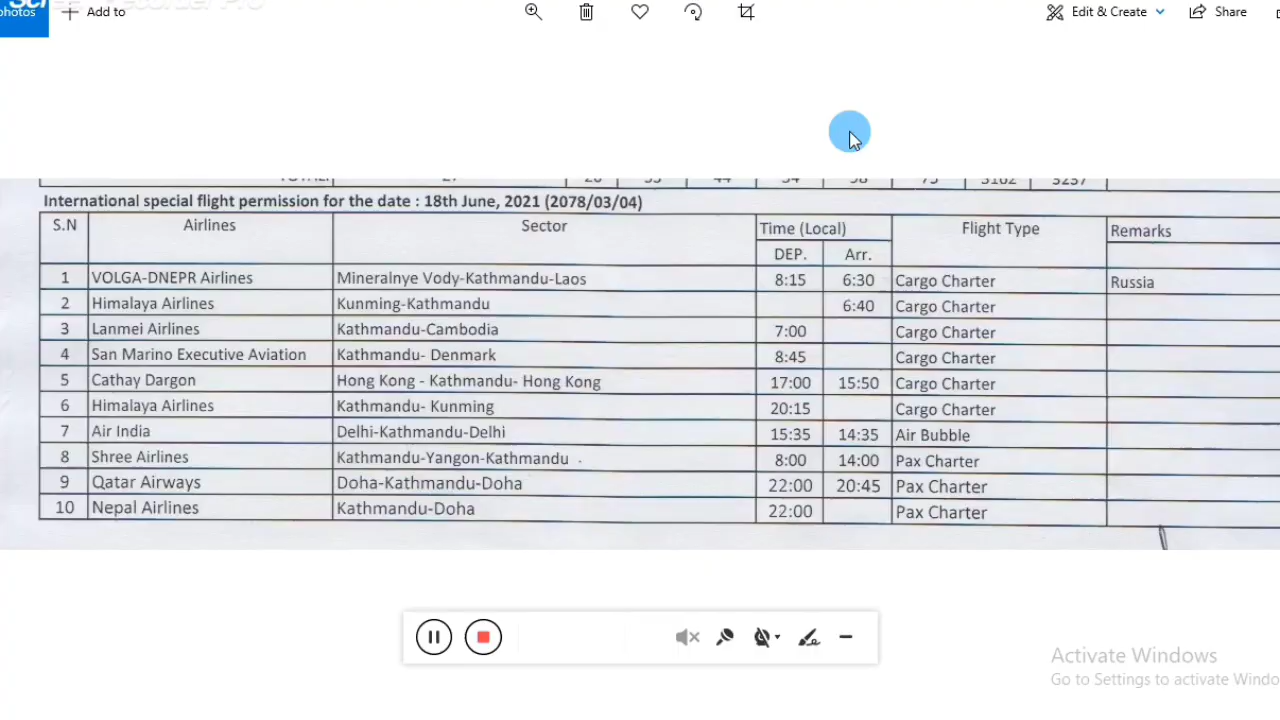 photos Add to Edit & Create Share
27
International special flight permission for the date : 18th June, 2021 (2078/03/04)
S.N Airlines Sector Time (Local) Flight Type Remarks
DEP. Arr.
1 VOLGA-DNEPR Airlines Mineralnye Vody-Kathmandu-Laos 8:15 6:30 Cargo Charter Russia
2 Himalaya Airlines Kunming-Kathmandu 6:40 Cargo Charter
3 Lanmei Airlines Kathmandu-Cambodia 7:00 Cargo Charter
4 San Marino Executive Aviation Kathmandu- Denmark 8:45 Cargo Charter
5 Cathay Dargon Hong Kong - Kathmandu- Hong Kong 17:00 15:50 Cargo Charter
6 Himalaya Airlines Kathmandu- Kunming 20:15 Cargo Charter
7 Air India Delhi-Kathmandu-Delhi 15:35 14:35 Air Bubble
8 Shree Airlines Kathmandu-Yangon-Kathmandu 8:00 14:00 Pax Charter
9 Qatar Airways Doha-Kathmandu-Doha 22:00 20:45 Pax Charter
10 Nepal Airlines Kathmandu-Doha 22:00 Pax Charter
Activate Windows
Go to Settings to activate Windo